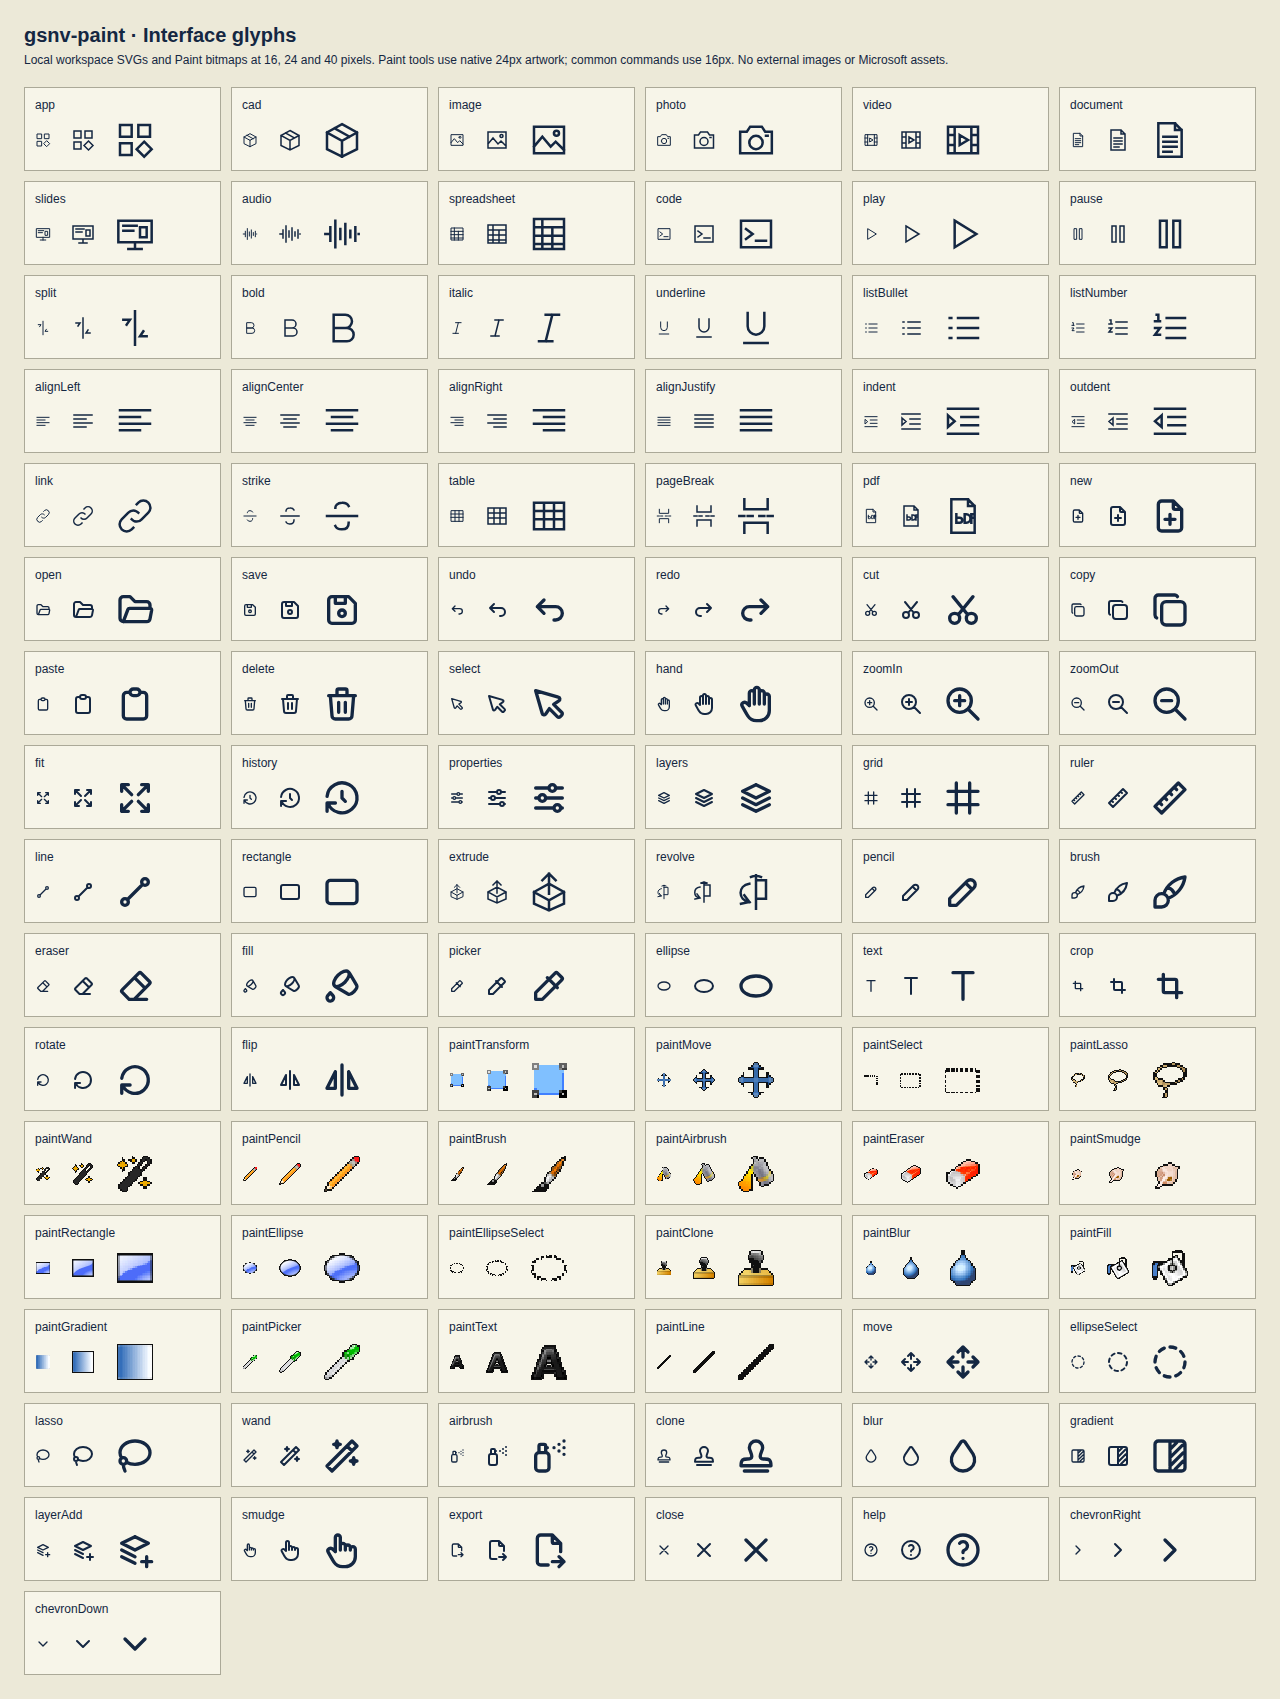 gsnv-paint · Interface glyphs
Local workspace SVGs and Paint bitmaps at 16, 24 and 40 pixels. Paint tools use native 24px artwork; common commands use 16px. No external images or Microsoft assets.
app cad image photo video document
slides audio spreadsheet code play pause
split bold italic underline listBullet listNumber
alignLeft alignCenter alignRight alignJustify indent outdent
link strike table pageBreak pdf new
open save undo redo cut copy
paste delete select hand zoomIn zoomOut
fit history properties layers grid ruler
line rectangle extrude revolve pencil brush
eraser fill picker ellipse text crop
rotate flip paintTransform paintMove paintSelect paintLasso
paintWand paintPencil paintBrush paintAirbrush paintEraser paintSmudge
paintRectangle paintEllipse paintEllipseSelect paintClone paintBlur paintFill
paintGradient paintPicker paintText paintLine move ellipseSelect
lasso wand airbrush clone blur gradient
layerAdd smudge export close help chevronRight
chevronDown